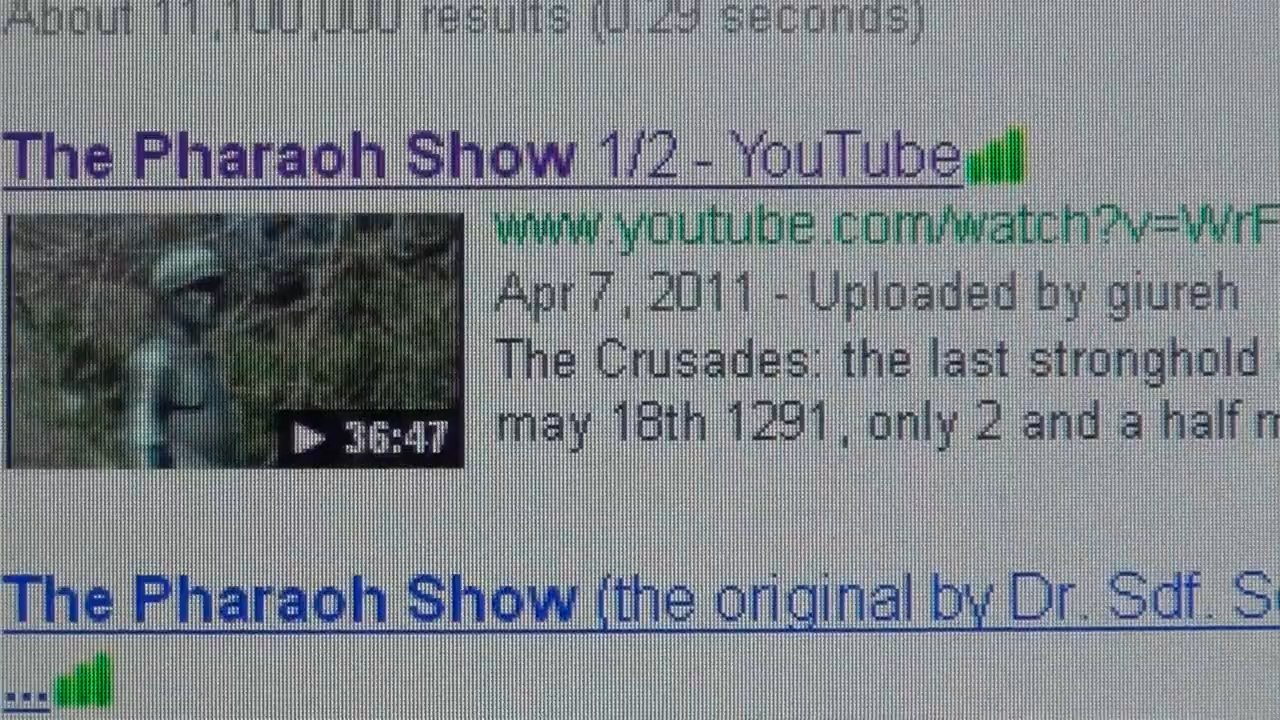 About 11,100,000 results (0.29 seconds)
The Pharaoh Show 1/2 - YouTube
www.youtube.com/watch?v=WrF
Apr 7, 2011 - Uploaded by giureh
The Crusades: the last stronghold
may 18th 1291, only 2 and a half m
36:47
The Pharaoh Show (the original by Dr. Sdf. S
...